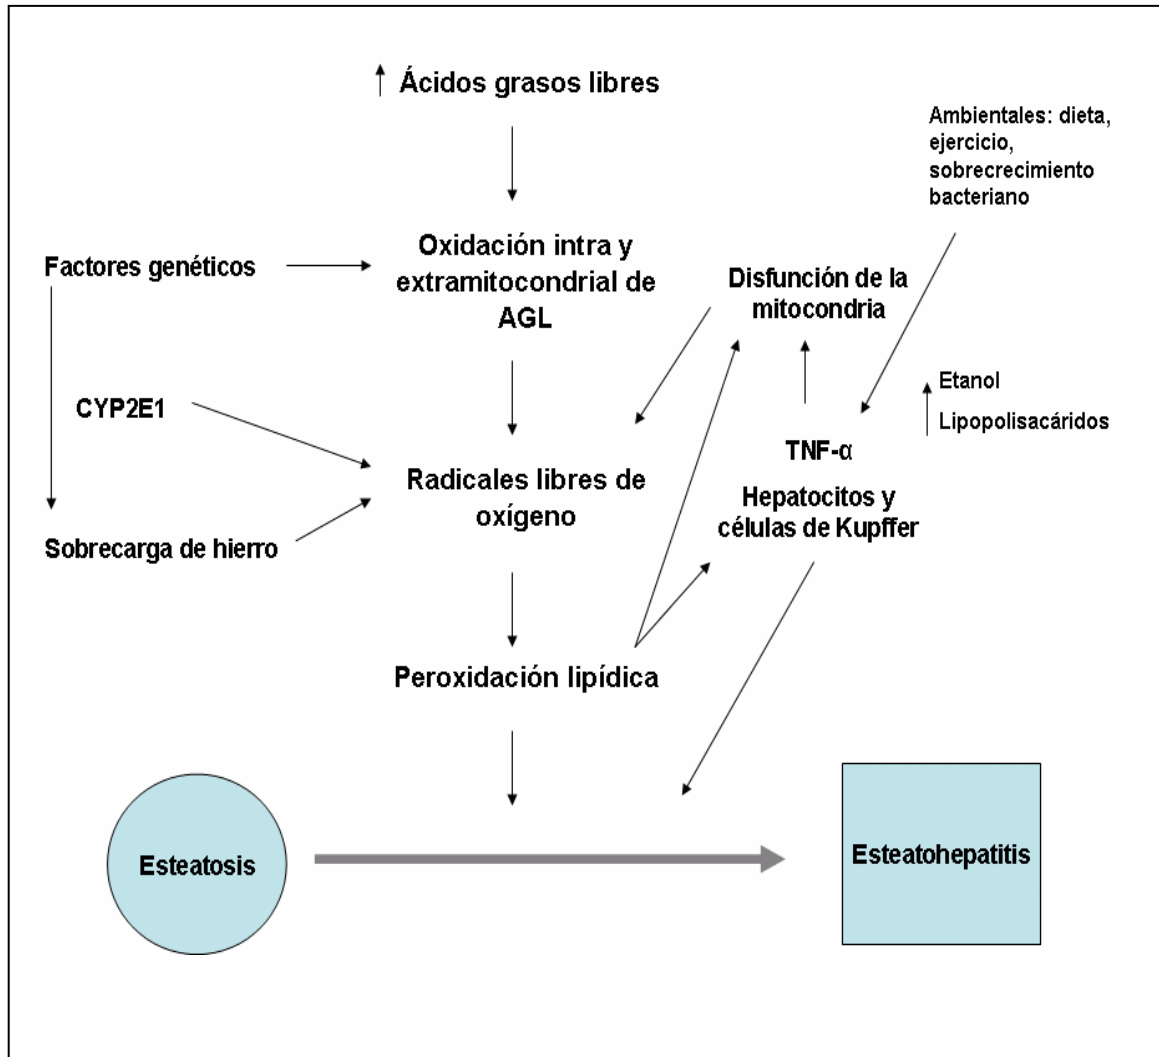 Ácidos grasos libres
Ambientales: dieta,
ejercicio,
sobrecrecimiento
bacteriano
Oxidación intra y
extramitocondrial de
AGL
Factores genéticos
Disfunción de la
mitocondria
Etanol
Lipopolisacáridos
CYP2E1
TNF-α
Hepatocitos y
células de Kupffer
Radicales libres de
oxígeno
Sobrecarga de hierro
Peroxidación lipídica
Esteatosis
Esteatohepatitis